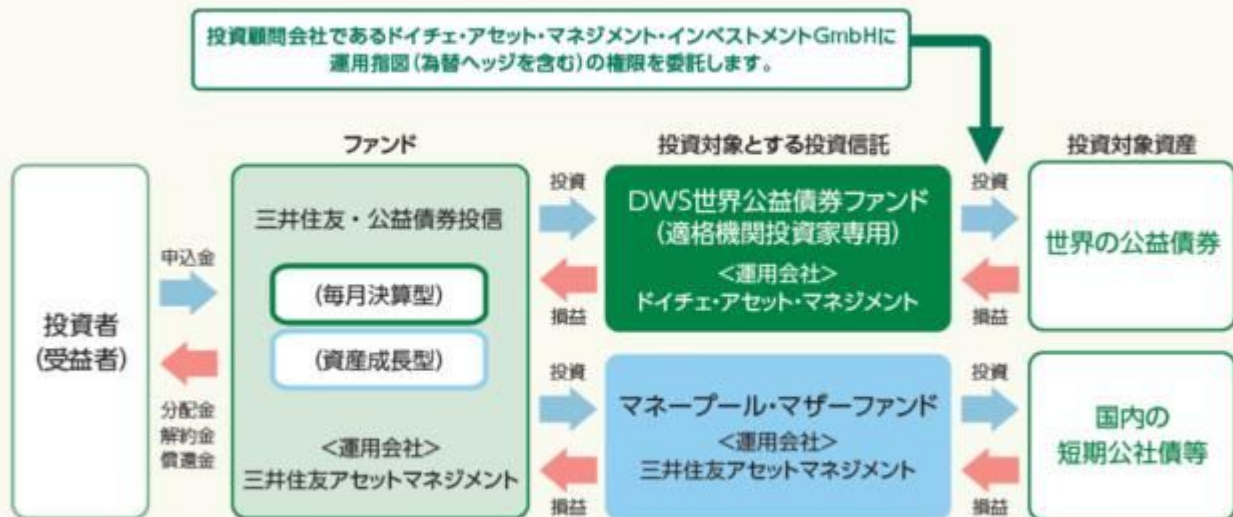 投資顧問会社であるドイチェ・アセット・マネジメント・インベストメントGmbHに
運用指図(為替ヘッジを含む)の権限を委託します。
ファンド
投資対象とする投資信託
投資対象資産
投資者
(受益者)
申込金
分配金
解約金
償還金
三井住友・公益債券投信
(毎月決算型)
(資産成長型)
<運用会社>
三井住友アセットマネジメント
投資
損益
投資
損益
DWS世界公益債券ファンド
(適格機関投資家専用)
<運用会社>
ドイチェ・アセット・マネジメント
マネープール・マザーファンド
<運用会社>
三井住友アセットマネジメント
投資
損益
投資
損益
世界の公益債券
国内の
短期公社債等